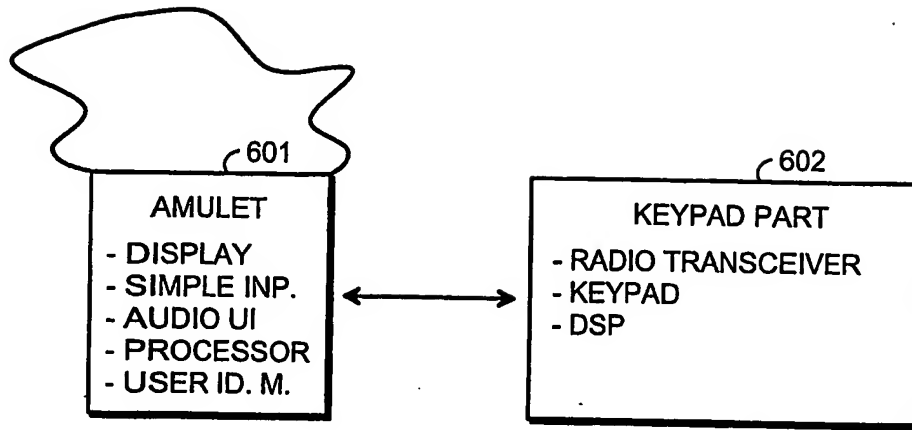 601
AMULET
- DISPLAY
- SIMPLE INP.
- AUDIO UI
- PROCESSOR
- USER ID. M.
602
KEYPAD PART
- RADIO TRANSCEIVER
- KEYPAD
- DSP